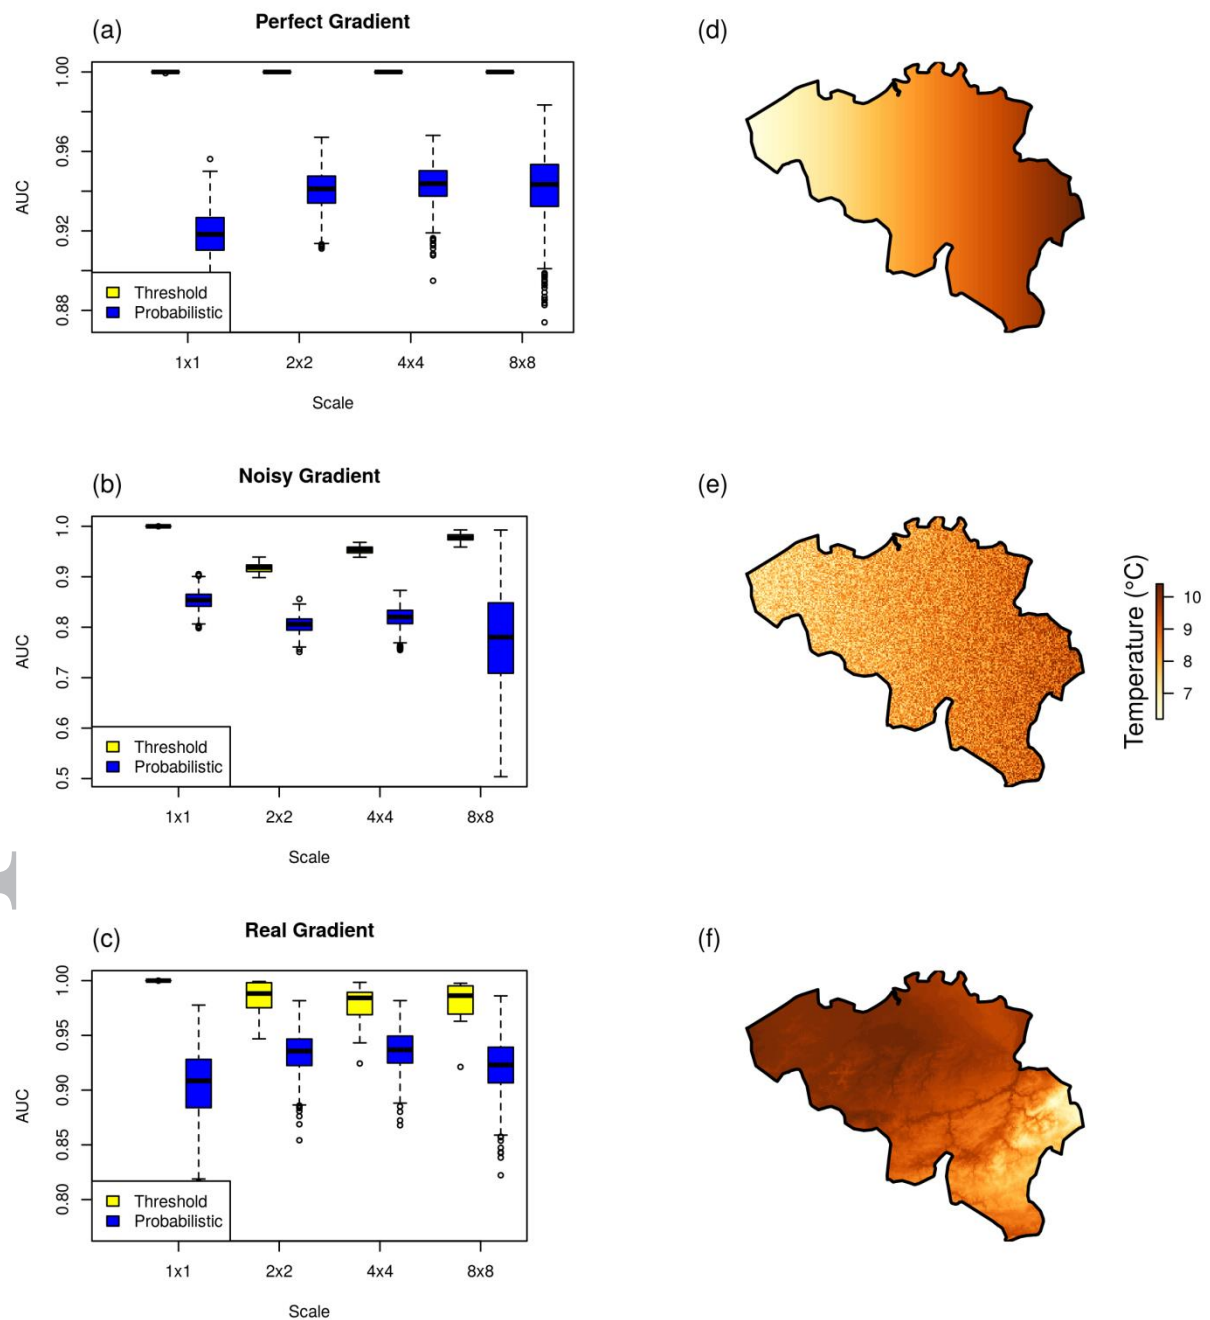 (a)
Perfect Gradient
AUC
1.00
0.96
0.92
0.88
Threshold
Probabilistic
1x1 2x2 4x4 8x8
Scale
(d)
(b)
Noisy Gradient
AUC
1.0
0.9
0.8
0.7
0.6
0.5
Threshold
Probabilistic
1x1 2x2 4x4 8x8
Scale
(e)
Temperature (°C)
10
9
8
7
(c)
Real Gradient
AUC
1.00
0.95
0.90
0.85
0.80
Threshold
Probabilistic
1x1 2x2 4x4 8x8
Scale
(f)